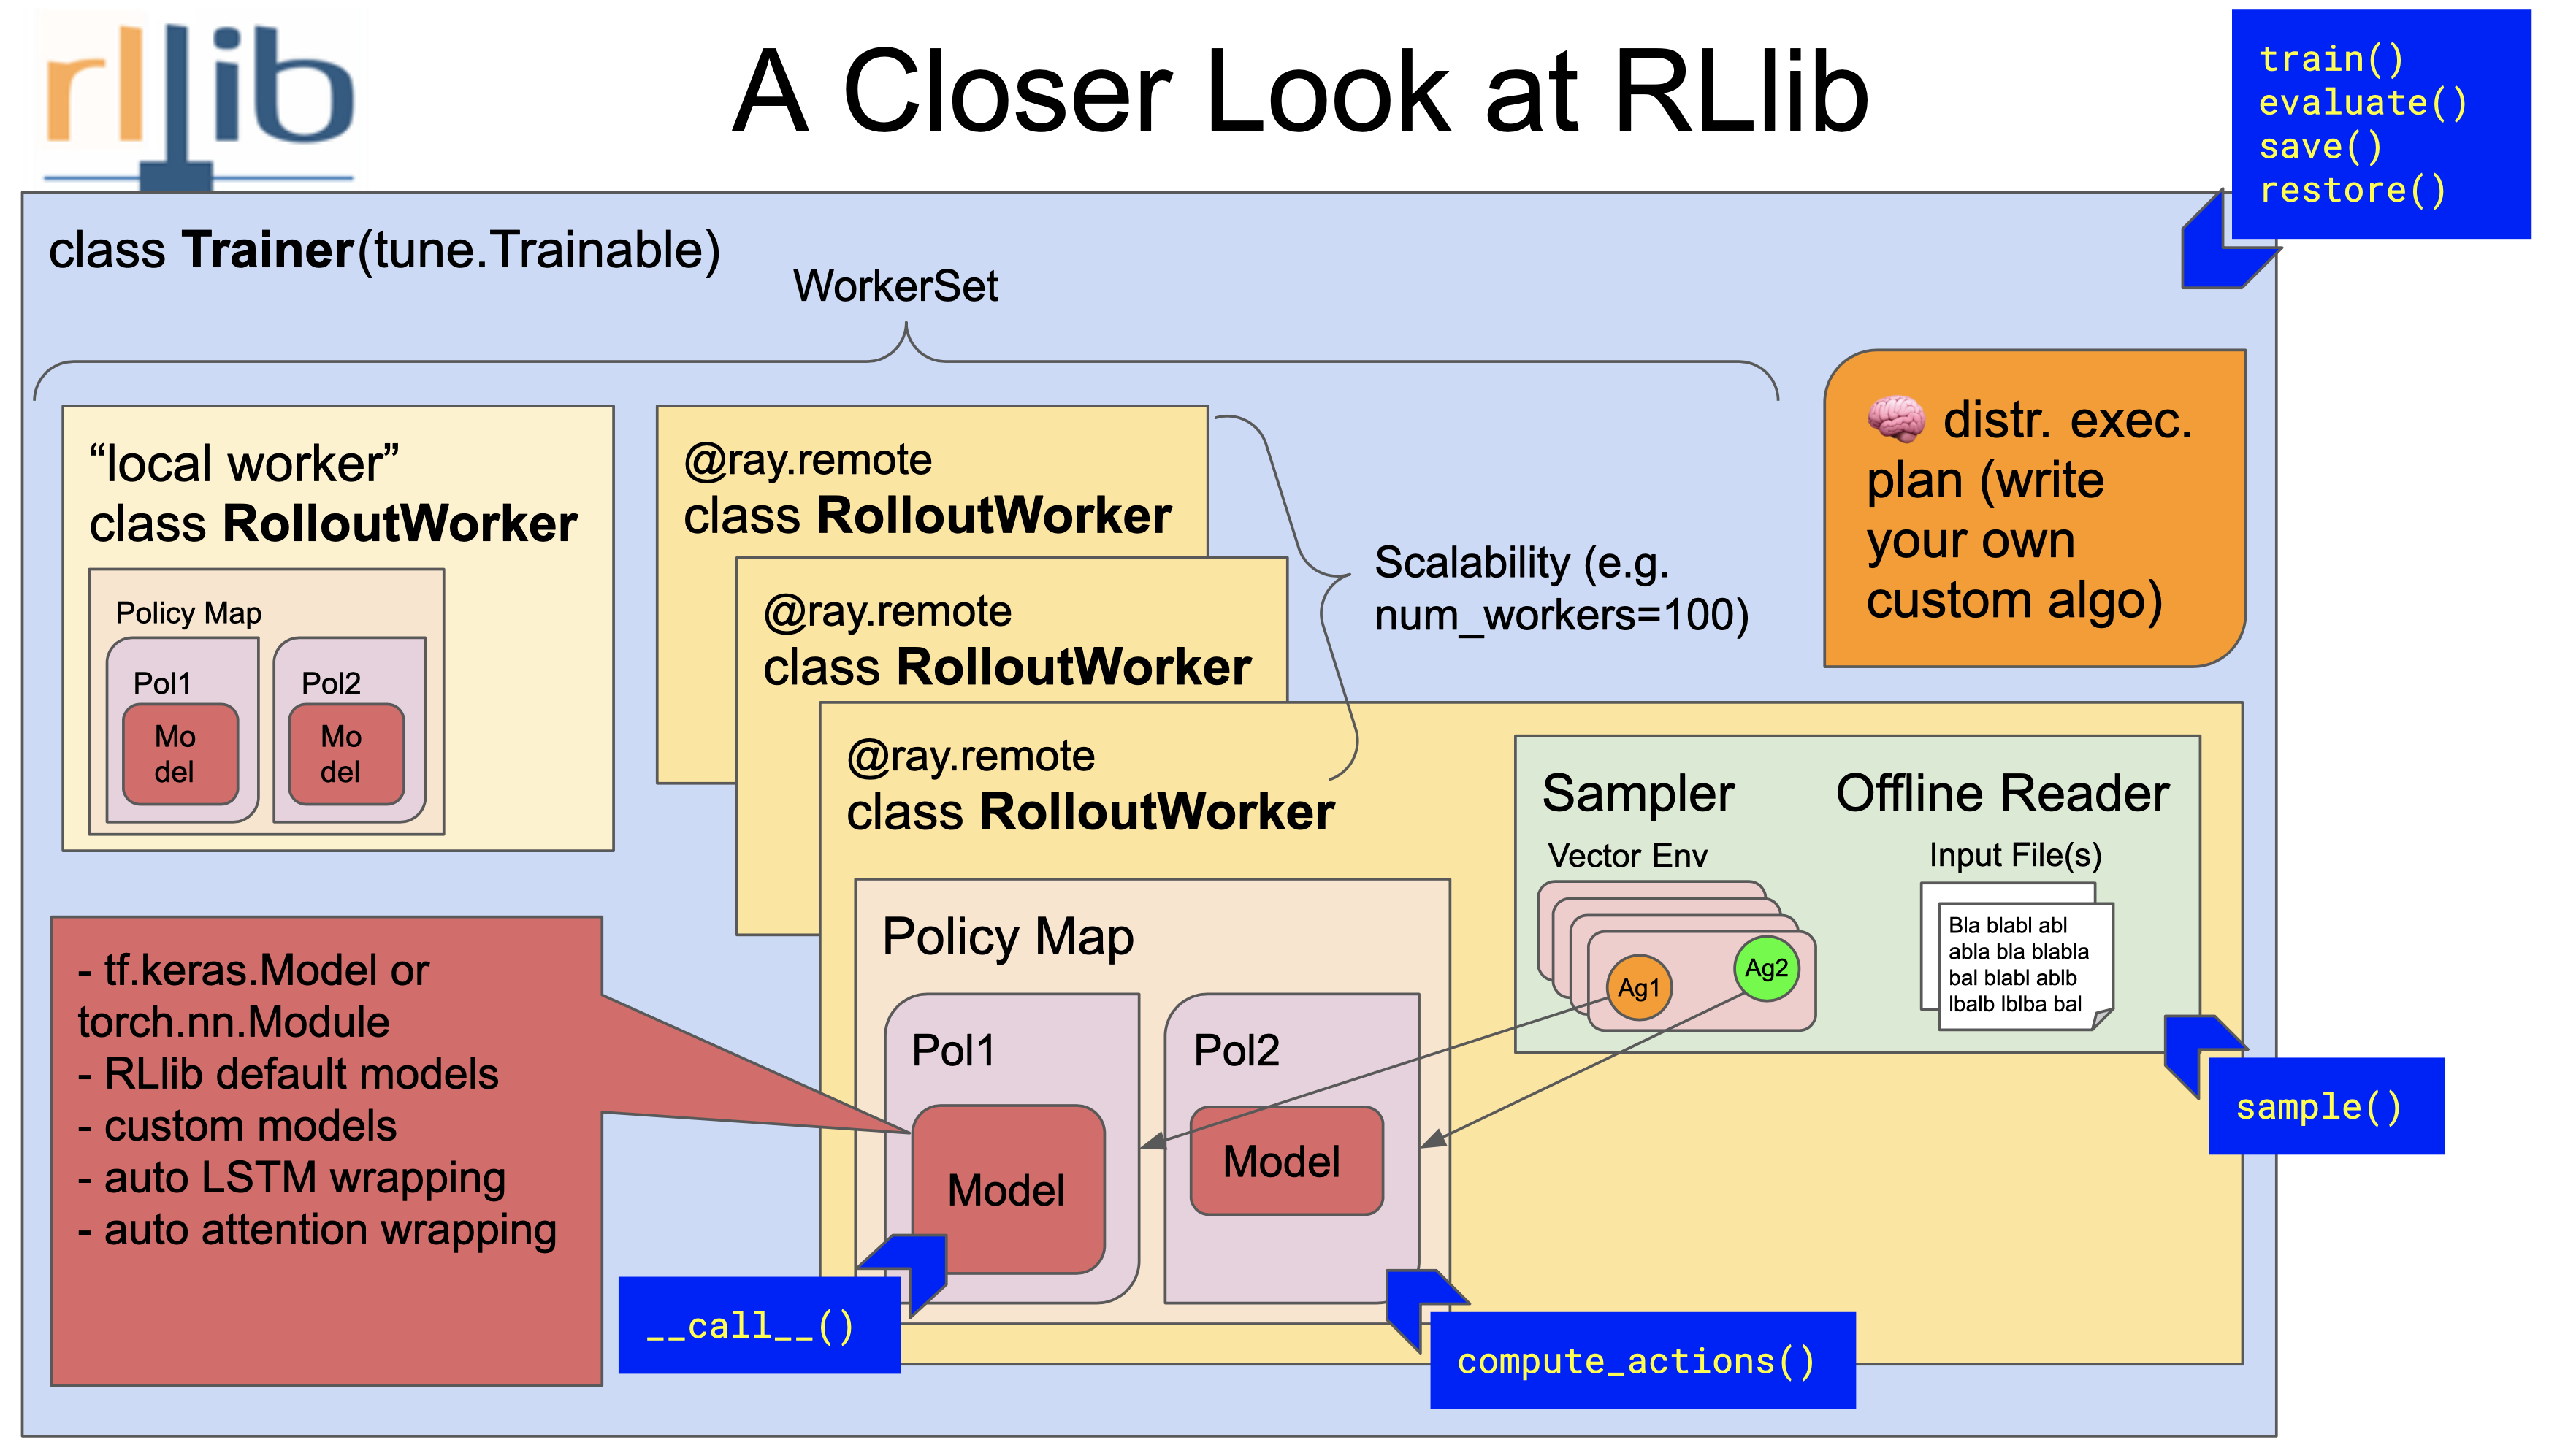 rllib
A Closer Look at RLlib
train()
evaluate()
save()
restore()
class Trainer(tune.Trainable)
WorkerSet
“local worker”
class RolloutWorker
Policy Map
Pol1
Pol2
Mo
del
Mo
del
@ray.remote
class RolloutWorker
@ray.remote
class RolloutWorker
@ray.remote
class RolloutWorker
Scalability (e.g.
num_workers=100)
distr. exec.
plan (write
your own
custom algo)
Sampler
Vector Env
Ag1
Ag2
Offline Reader
Input File(s)
Bla blabl abl
abla bla blabla
bal blabl ablb
lbalb lblba bal
sample()
Policy Map
Pol1
Model
Pol2
Model
- tf.keras.Model or
torch.nn.Module
- RLlib default models
- custom models
- auto LSTM wrapping
- auto attention wrapping
__call__()
compute_actions()